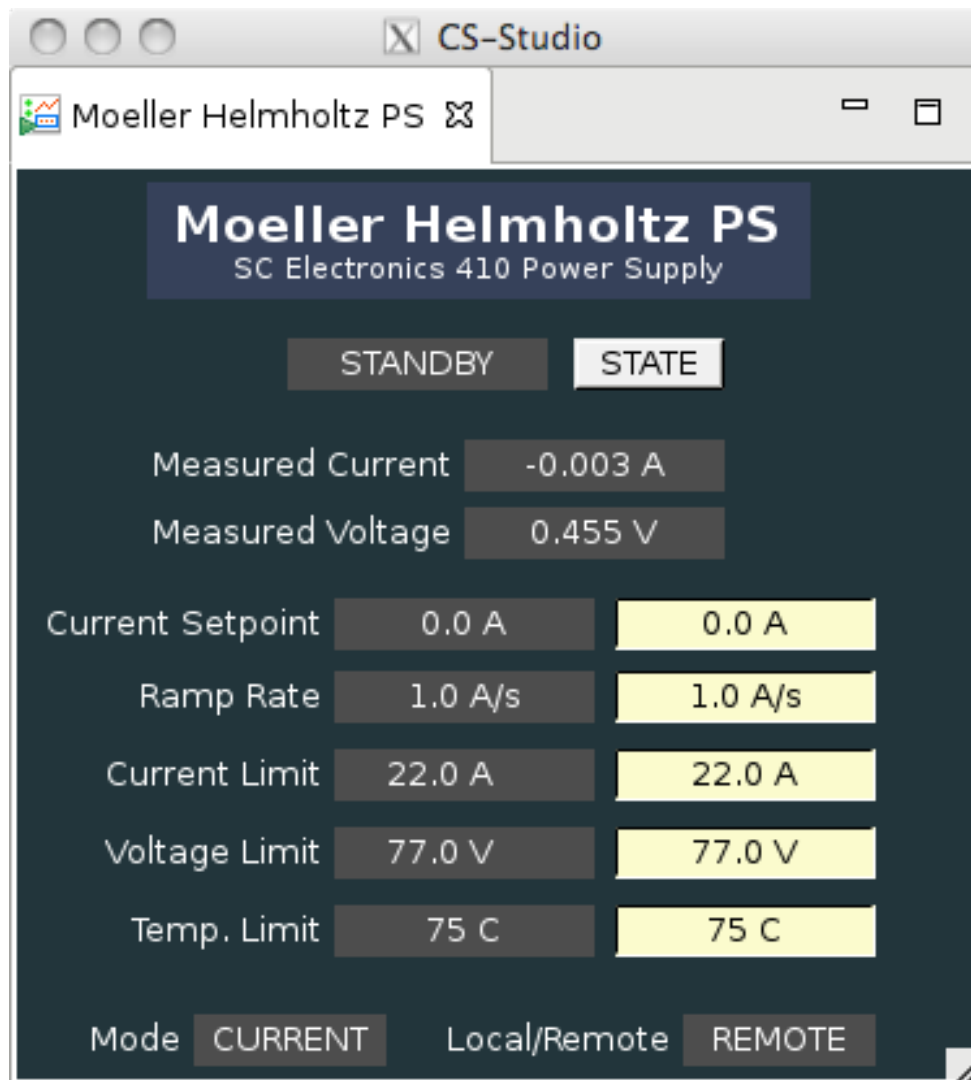 CS-Studio
Moeller Helmholtz PS
Moeller Helmholtz PS
SC Electronics 410 Power Supply
STANDBY STATE
Measured Current -0.003 A
Measured Voltage 0.455 V
Current Setpoint 0.0 A 0.0 A
Ramp Rate 1.0 A/s 1.0 A/s
Current Limit 22.0 A 22.0 A
Voltage Limit 77.0 V 77.0 V
Temp. Limit 75 C 75 C
Mode CURRENT Local/Remote REMOTE